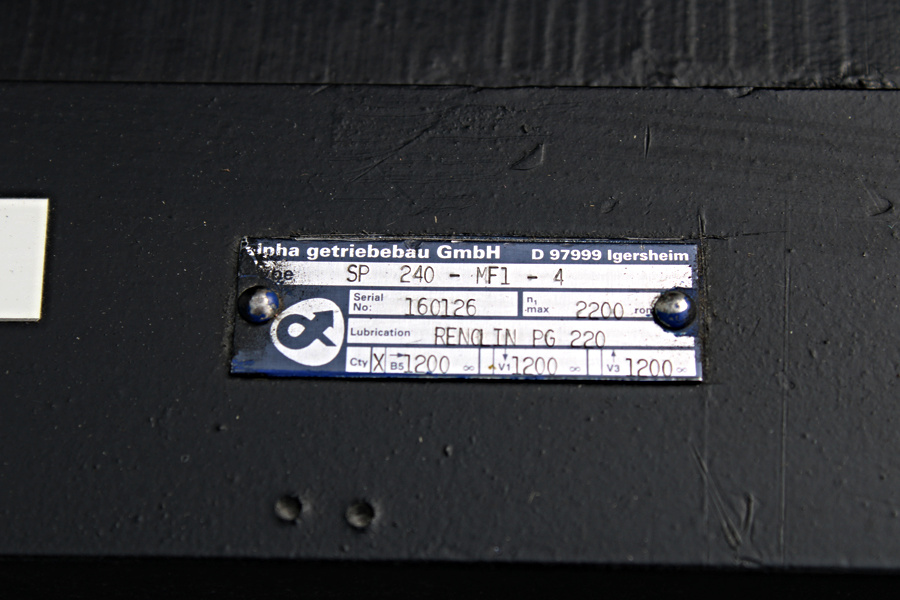 alpha getriebebau GmbH D 97999 Igersheim
Type SP 240 - MF1 - 4
Serial No: 160126 n₁ max 2200 rpm
Lubrication RENOLIN PG 220
Cty X B5 1200 V1 1200 V3 1200